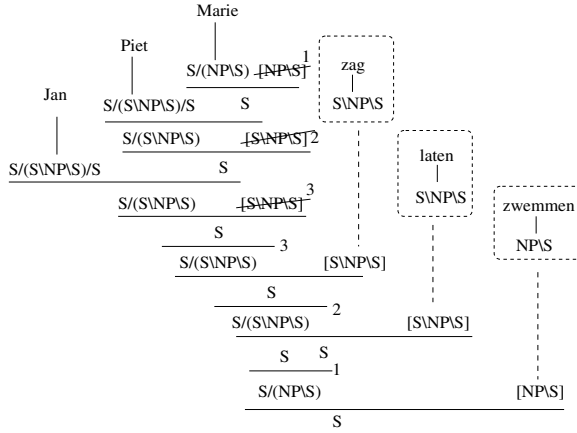 Marie
Piet
Jan
S/(NP\S) [NP\S] 1
zag
S/(S\NP\S)/S S
S\NP\S
S/(S\NP\S) [S\NP\S] 2
laten
S/(S\NP\S)/S S
S\NP\S
S/(S\NP\S) [S\NP\S] 3
zwemmen
S 3
NP\S
S/(S\NP\S) [S\NP\S]
S 2
S/(S\NP\S) [S\NP\S]
S S 1
S/(NP\S) [NP\S]
S